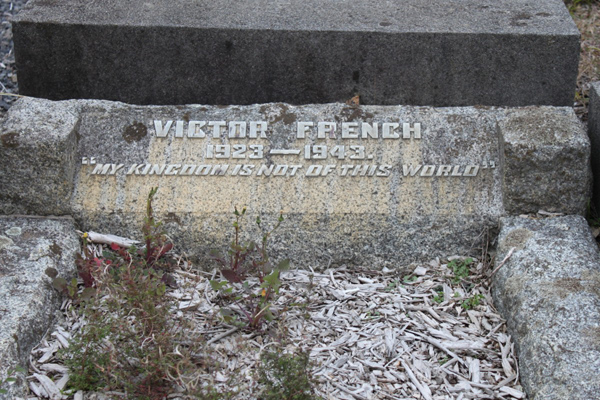 VICTOR FRENCH
1923 — 1943.
"MY KINGDOM IS NOT OF THIS WORLD"